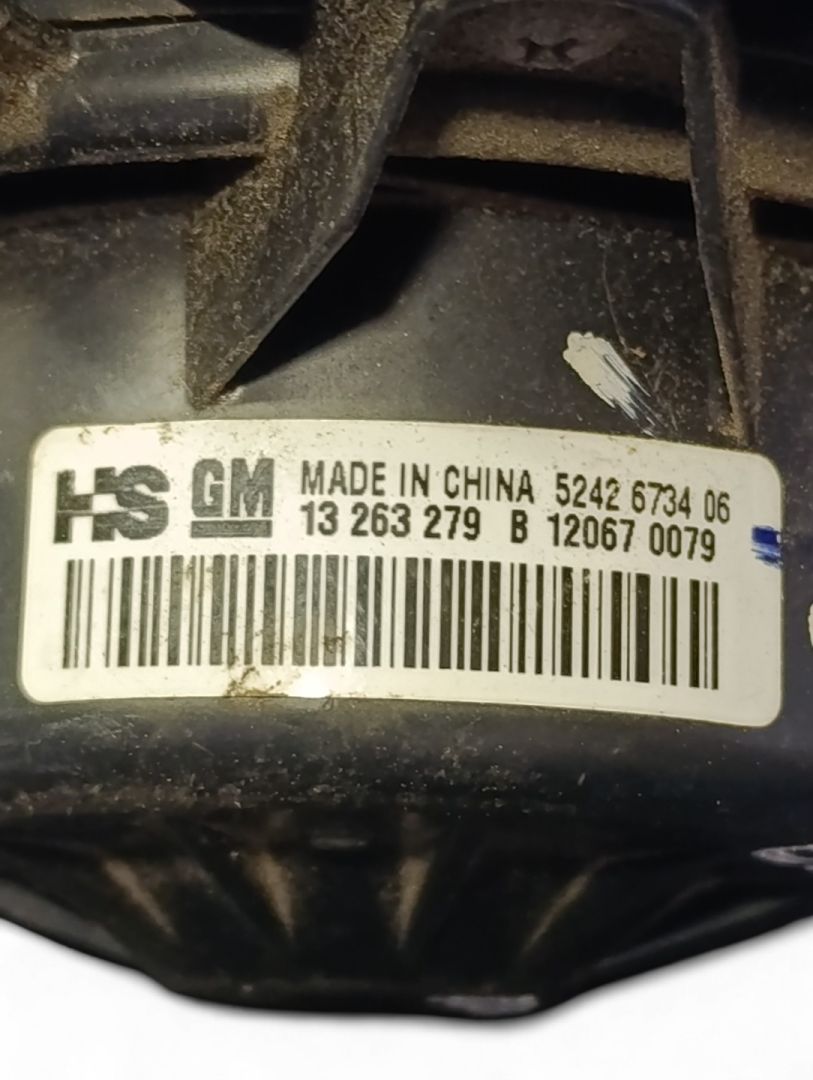 HS GM MADE IN CHINA 5242 6734 06
13 263 279 B 12067 0079